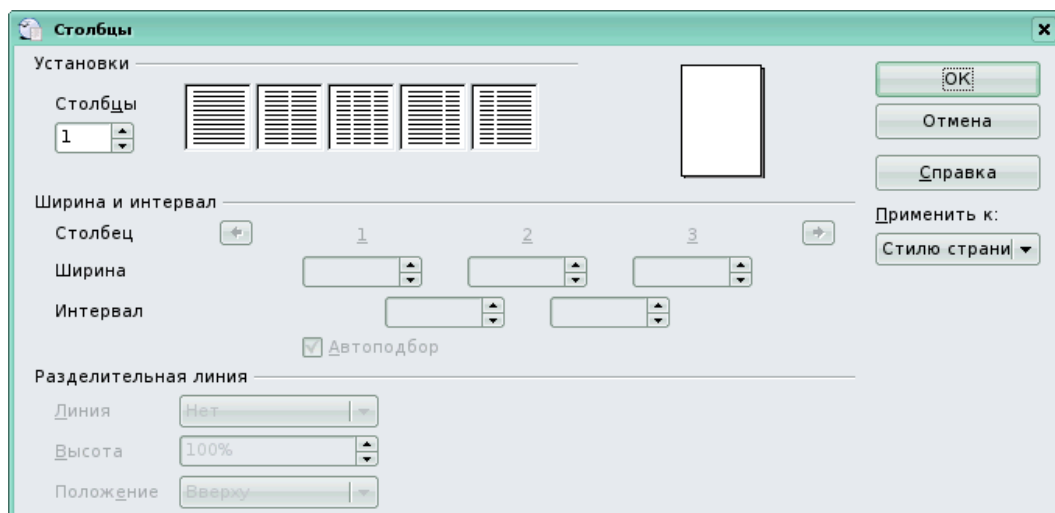 Столбцы
Установки
Столбцы
1
OK
Отмена
Справка
Применить к:
Стилю страни
Ширина и интервал
Столбец 1 2 3
Ширина
Интервал
Автоподбор
Разделительная линия
Линия Нет
Высота 100%
Положение Вверху